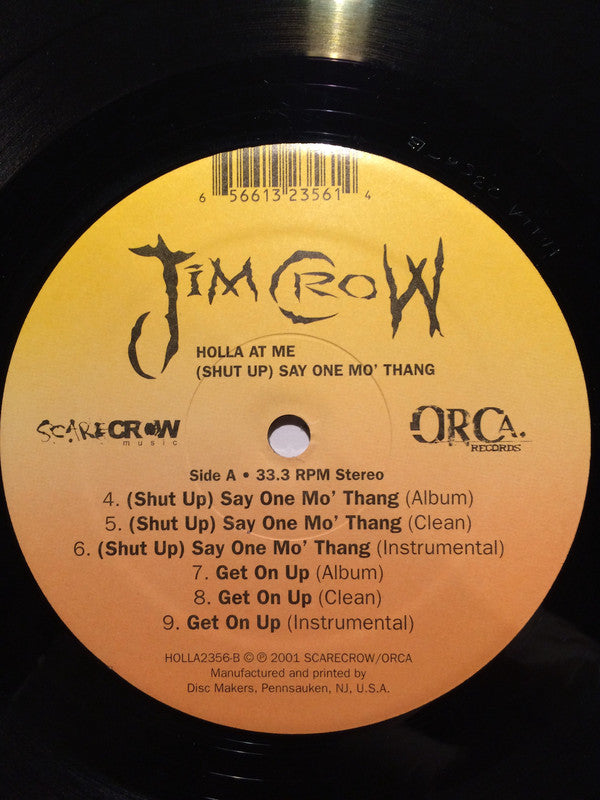 6 56613 23561 4
JIM CROW
HOLLA AT ME
(SHUT UP) SAY ONE MO' THANG
SCARECROW
music
ORCA.
RECORDS
Side A • 33.3 RPM Stereo
4. (Shut Up) Say One Mo' Thang (Album)
5. (Shut Up) Say One Mo' Thang (Clean)
6. (Shut Up) Say One Mo' Thang (Instrumental)
7. Get On Up (Album)
8. Get On Up (Clean)
9. Get On Up (Instrumental)
HOLLA2356-B © ℗ 2001 SCARECROW/ORCA
Manufactured and printed by
Disc Makers, Pennsauken, NJ, U.S.A.